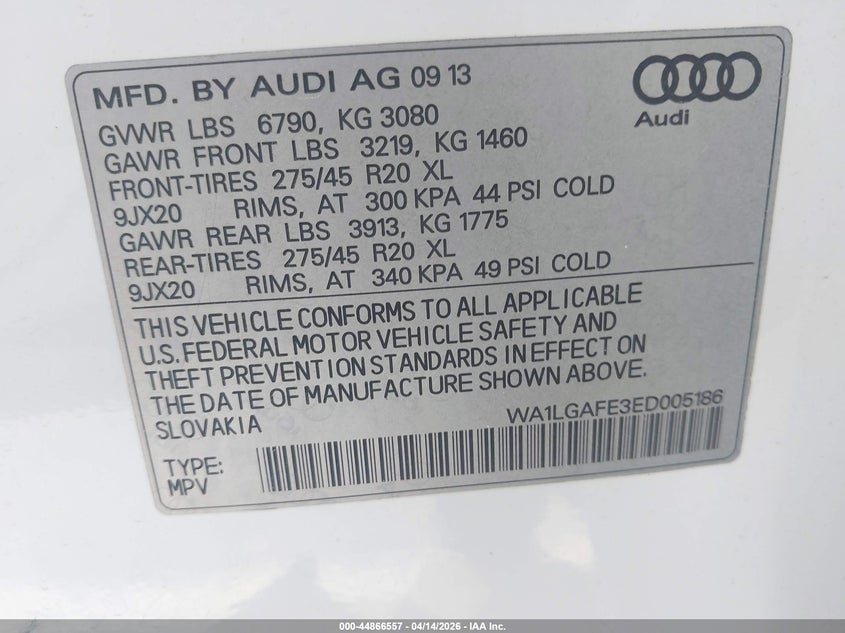 MFD. BY AUDI AG 09 13
Audi
GVWR LBS 6790, KG 3080
GAWR FRONT LBS 3219, KG 1460
FRONT-TIRES 275/45 R20 XL
9JX20 RIMS, AT 300 KPA 44 PSI COLD
GAWR REAR LBS 3913, KG 1775
REAR-TIRES 275/45 R20 XL
9JX20 RIMS, AT 340 KPA 49 PSI COLD
THIS VEHICLE CONFORMS TO ALL APPLICABLE
U.S. FEDERAL MOTOR VEHICLE SAFETY AND
THEFT PREVENTION STANDARDS IN EFFECT ON
THE DATE OF MANUFACTURE SHOWN ABOVE.
SLOVAKIA
WA1LGAFE3ED005186
TYPE:
MPV
000-44866557 - 04/14/2026 - IAA Inc.